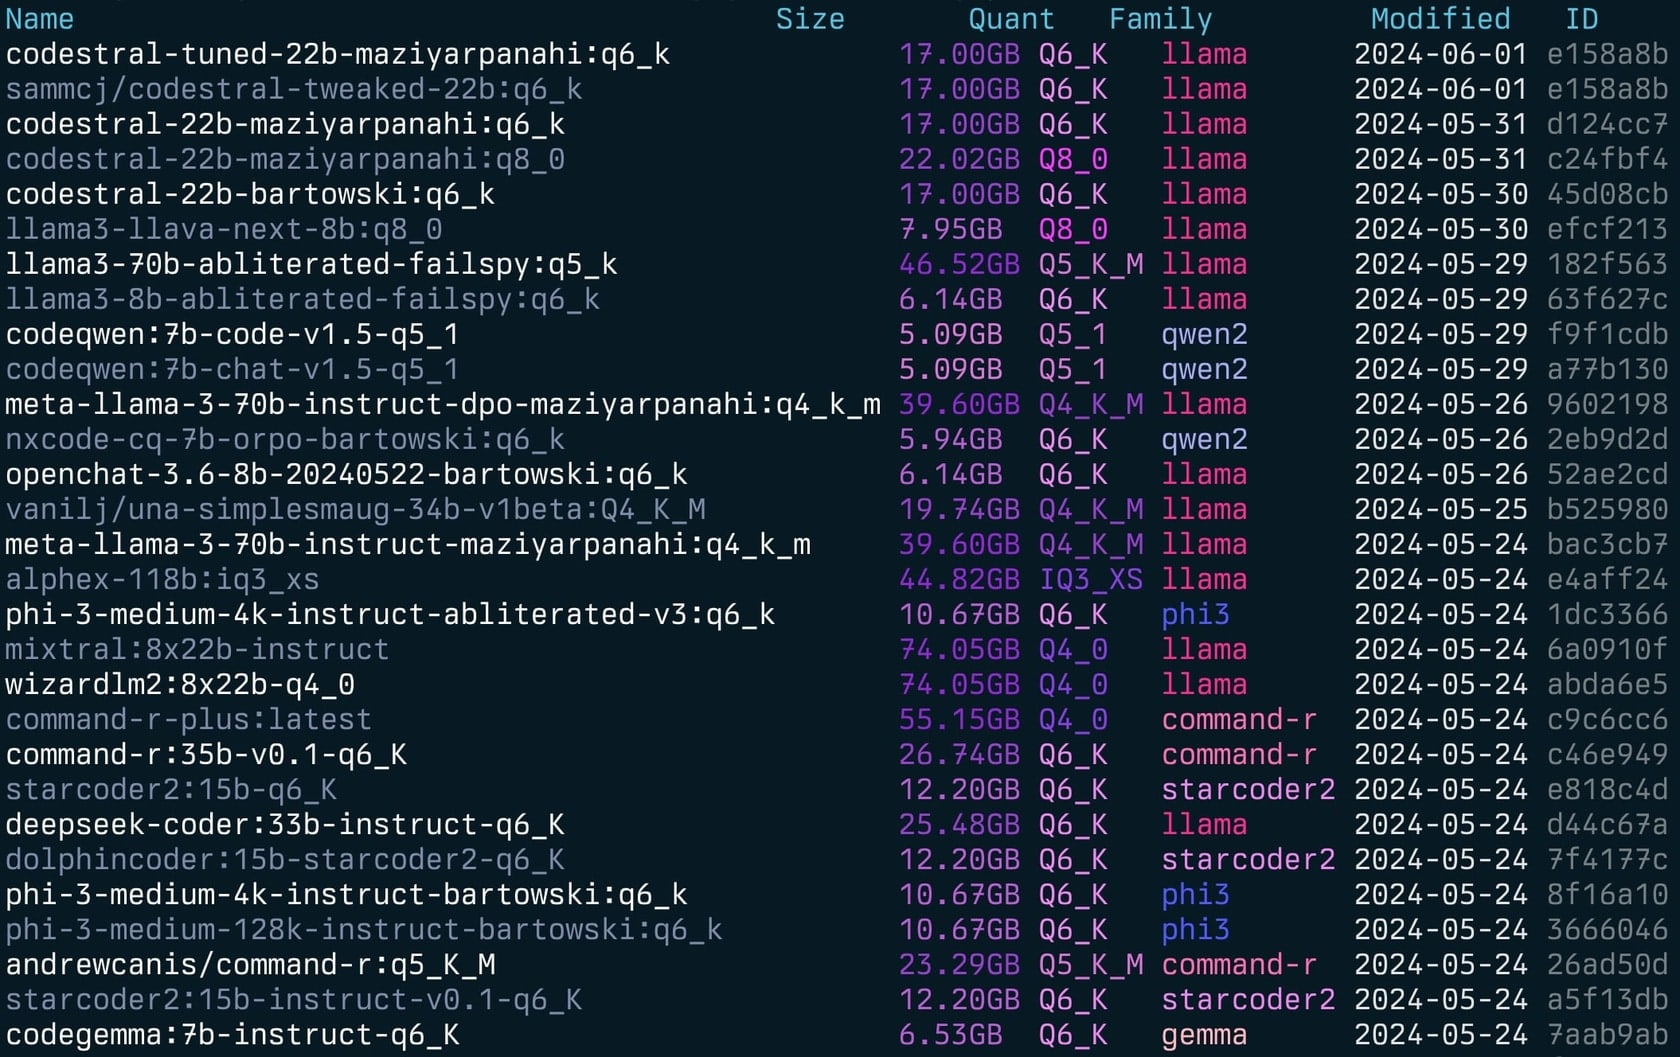 Name Size Quant Family Modified ID
codestral-tuned-22b-maziyarpanahi:q6_k 17.00GB Q6_K llama 2024-06-01 e158a8b
sammcj/codestral-tweaked-22b:q6_k 17.00GB Q6_K llama 2024-06-01 e158a8b
codestral-22b-maziyarpanahi:q6_k 17.00GB Q6_K llama 2024-05-31 d124cc7
codestral-22b-maziyarpanahi:q8_0 22.02GB Q8_0 llama 2024-05-31 c24fbf4
codestral-22b-bartowski:q6_k 17.00GB Q6_K llama 2024-05-30 45d08cb
llama3-llava-next-8b:q8_0 7.95GB Q8_0 llama 2024-05-30 efcf213
llama3-70b-abliterated-failspy:q5_k 46.52GB Q5_K_M llama 2024-05-29 182f563
llama3-8b-abliterated-failspy:q6_k 6.14GB Q6_K llama 2024-05-29 63f627c
codeqwen:7b-code-v1.5-q5_1 5.09GB Q5_1 qwen2 2024-05-29 f9f1cdb
codeqwen:7b-chat-v1.5-q5_1 5.09GB Q5_1 qwen2 2024-05-29 a77b130
meta-llama-3-70b-instruct-dpo-maziyarpanahi:q4_k_m 39.60GB Q4_K_M llama 2024-05-26 9602198
nxcode-cq-7b-orpo-bartowski:q6_k 5.94GB Q6_K qwen2 2024-05-26 2eb9d2d
openchat-3.6-8b-20240522-bartowski:q6_k 6.14GB Q6_K llama 2024-05-26 52ae2cd
vanilj/una-simplesmaug-34b-v1beta:Q4_K_M 19.74GB Q4_K_M llama 2024-05-25 b525980
meta-llama-3-70b-instruct-maziyarpanahi:q4_k_m 39.60GB Q4_K_M llama 2024-05-24 bac3cb7
alphex-118b:iq3_xs 44.82GB IQ3_XS llama 2024-05-24 e4aff24
phi-3-medium-4k-instruct-abliterated-v3:q6_k 10.67GB Q6_K phi3 2024-05-24 1dc3366
mixtral:8x22b-instruct 74.05GB Q4_0 llama 2024-05-24 6a0910f
wizardlm2:8x22b-q4_0 74.05GB Q4_0 llama 2024-05-24 abda6e5
command-r-plus:latest 55.15GB Q4_0 command-r 2024-05-24 c9c6cc6
command-r:35b-v0.1-q6_K 26.74GB Q6_K command-r 2024-05-24 c46e949
starcoder2:15b-q6_K 12.20GB Q6_K starcoder2 2024-05-24 e818c4d
deepseek-coder:33b-instruct-q6_K 25.48GB Q6_K llama 2024-05-24 d44c67a
dolphincoder:15b-starcoder2-q6_K 12.20GB Q6_K starcoder2 2024-05-24 7f4177c
phi-3-medium-4k-instruct-bartowski:q6_k 10.67GB Q6_K phi3 2024-05-24 8f16a10
phi-3-medium-128k-instruct-bartowski:q6_k 10.67GB Q6_K phi3 2024-05-24 3666046
andrewcanis/command-r:q5_K_M 23.29GB Q5_K_M command-r 2024-05-24 26ad50d
starcoder2:15b-instruct-v0.1-q6_K 12.20GB Q6_K starcoder2 2024-05-24 a5f13db
codegemma:7b-instruct-q6_K 6.53GB Q6_K gemma 2024-05-24 7aab9ab